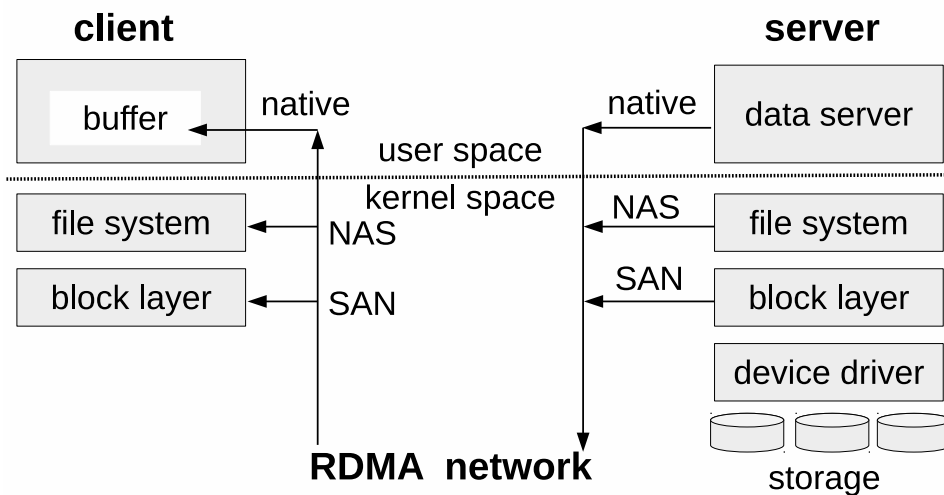 client
server
buffer
native
native
data server
user space
kernel space
file system
NAS
NAS
file system
block layer
SAN
SAN
block layer
device driver
RDMA network
storage